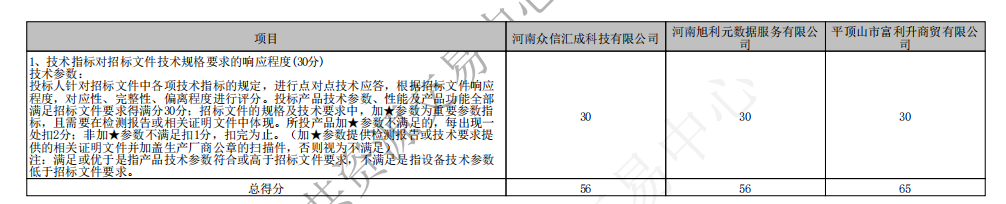 项目
河南众信汇成科技有限公司
河南旭利元数据服务有限公
司
平顶山市富利升商贸有限公
司
1、技术指标对招标文件技术规格要求的响应程度(30分)
技术参数：
投标人针对招标文件中各项技术指标的规定，进行点对点技术应答，根据招标文件响应
程度，对应性、完整性、偏离程度进行评分。投标产品技术参数、性能及产品功能全部
满足招标文件要求得满分30分；招标文件的规格及技术要求中，加★参数为重要参数指
标，且需要在检测报告或相关证明文件中体现。所投产品加★参数不满足的，每出现一
处扣2分；非加★参数不满足扣1分，扣完为止。（加★参数提供检测报告或技术要求提
供的相关证明文件并加盖生产厂商公章的扫描件，否则视为不满足）
注：满足或优于是指产品技术参数符合或高于招标文件要求，不满足是指设备技术参数
低于招标文件要求。
30
30
30
总得分
56
56
65
共资源
易中心
易中心